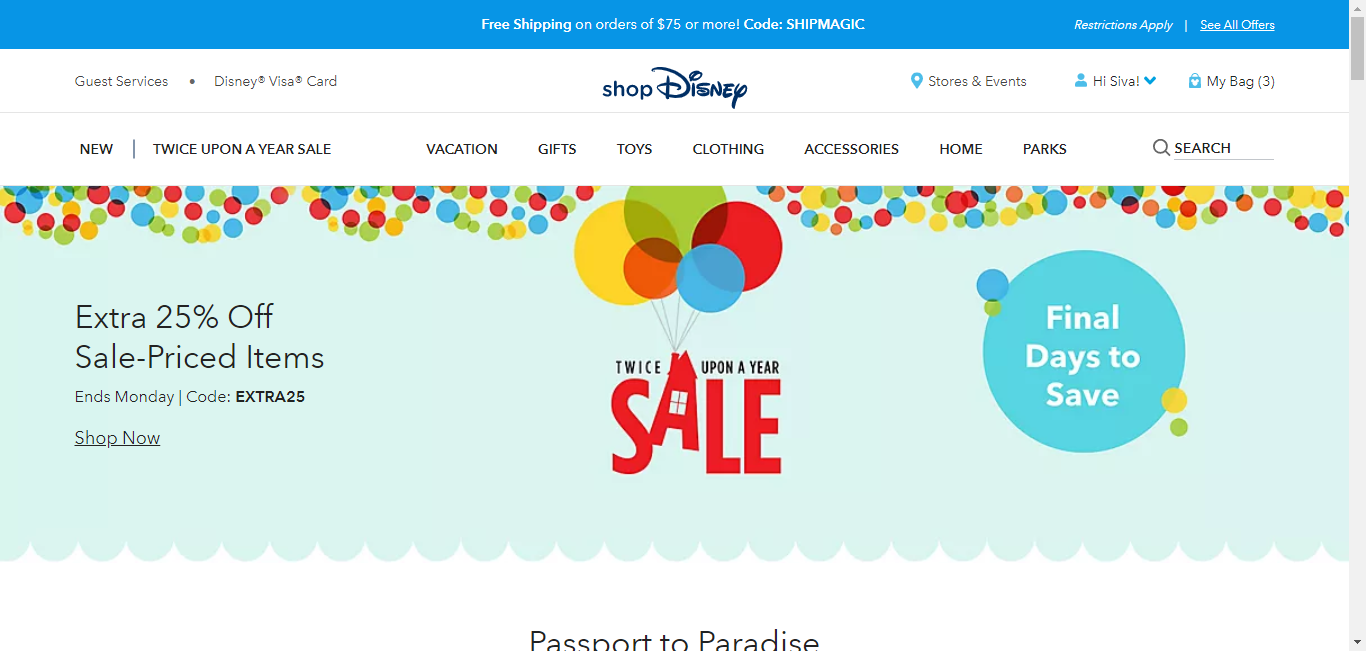 Free Shipping on orders of $75 or more! Code: SHIPMAGIC
Restrictions Apply | See All Offers
Guest Services • Disney® Visa® Card
shop Disney
Stores & Events
Hi Siva!
My Bag (3)
NEW | TWICE UPON A YEAR SALE
VACATION
GIFTS
TOYS
CLOTHING
ACCESSORIES
HOME
PARKS
SEARCH
Extra 25% Off
Sale-Priced Items
Ends Monday | Code: EXTRA25
Shop Now
TWICE UPON A YEAR
SALE
Final
Days to
Save
Passport to Paradise